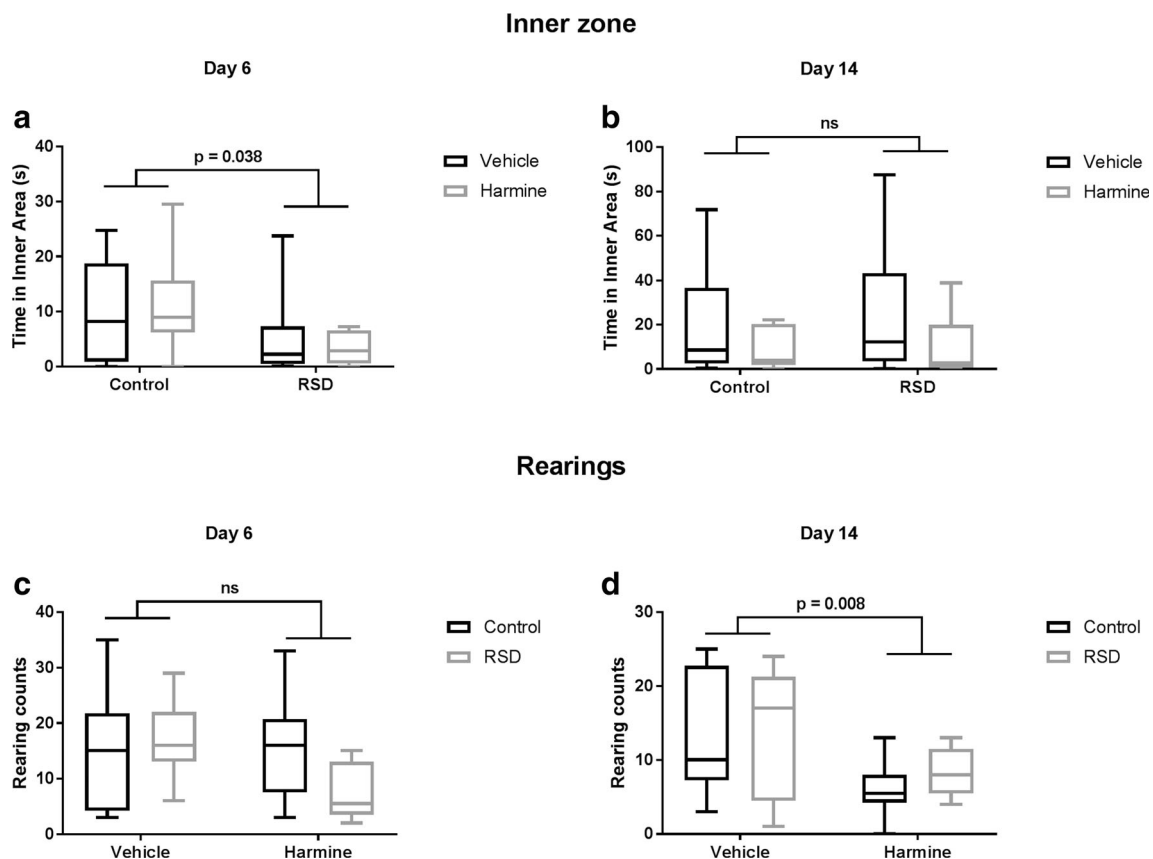 Inner zone
Day 6
Day 14
a
b
Time in Inner Area (s)
40
30
20
10
0
p = 0.038
Vehicle
Harmine
Control
RSD
Time in Inner Area (s)
100
80
60
40
20
0
ns
Vehicle
Harmine
Control
RSD
Rearings
Day 6
Day 14
c
d
Rearing counts
40
30
20
10
0
ns
Control
RSD
Vehicle
Harmine
Rearing counts
30
20
10
0
p = 0.008
Control
RSD
Vehicle
Harmine